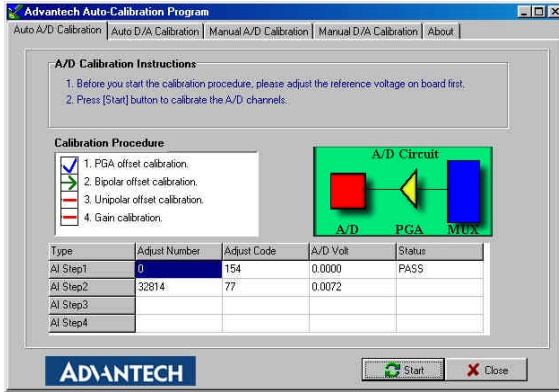 Advantech Auto-Calibration Program
Auto A/D Calibration Auto D/A Calibration Manual A/D Calibration Manual D/A Calibration About
A/D Calibration Instructions
1. Before you start the calibration procedure, please adjust the reference voltage on board first.
2. Press [Start] button to calibrate the A/D channels.
Calibration Procedure
1. PGA offset calibration.
2. Bipolar offset calibration.
3. Unipolar offset calibration.
4. Gain calibration.
A/D Circuit
A/D PGA MUX
Type Adjust Number Adjust Code A/D Volt Status
AI Step1 0 154 0.0000 PASS
AI Step2 32814 77 0.0072
AI Step3
AI Step4
ADVANTECH
Start Close